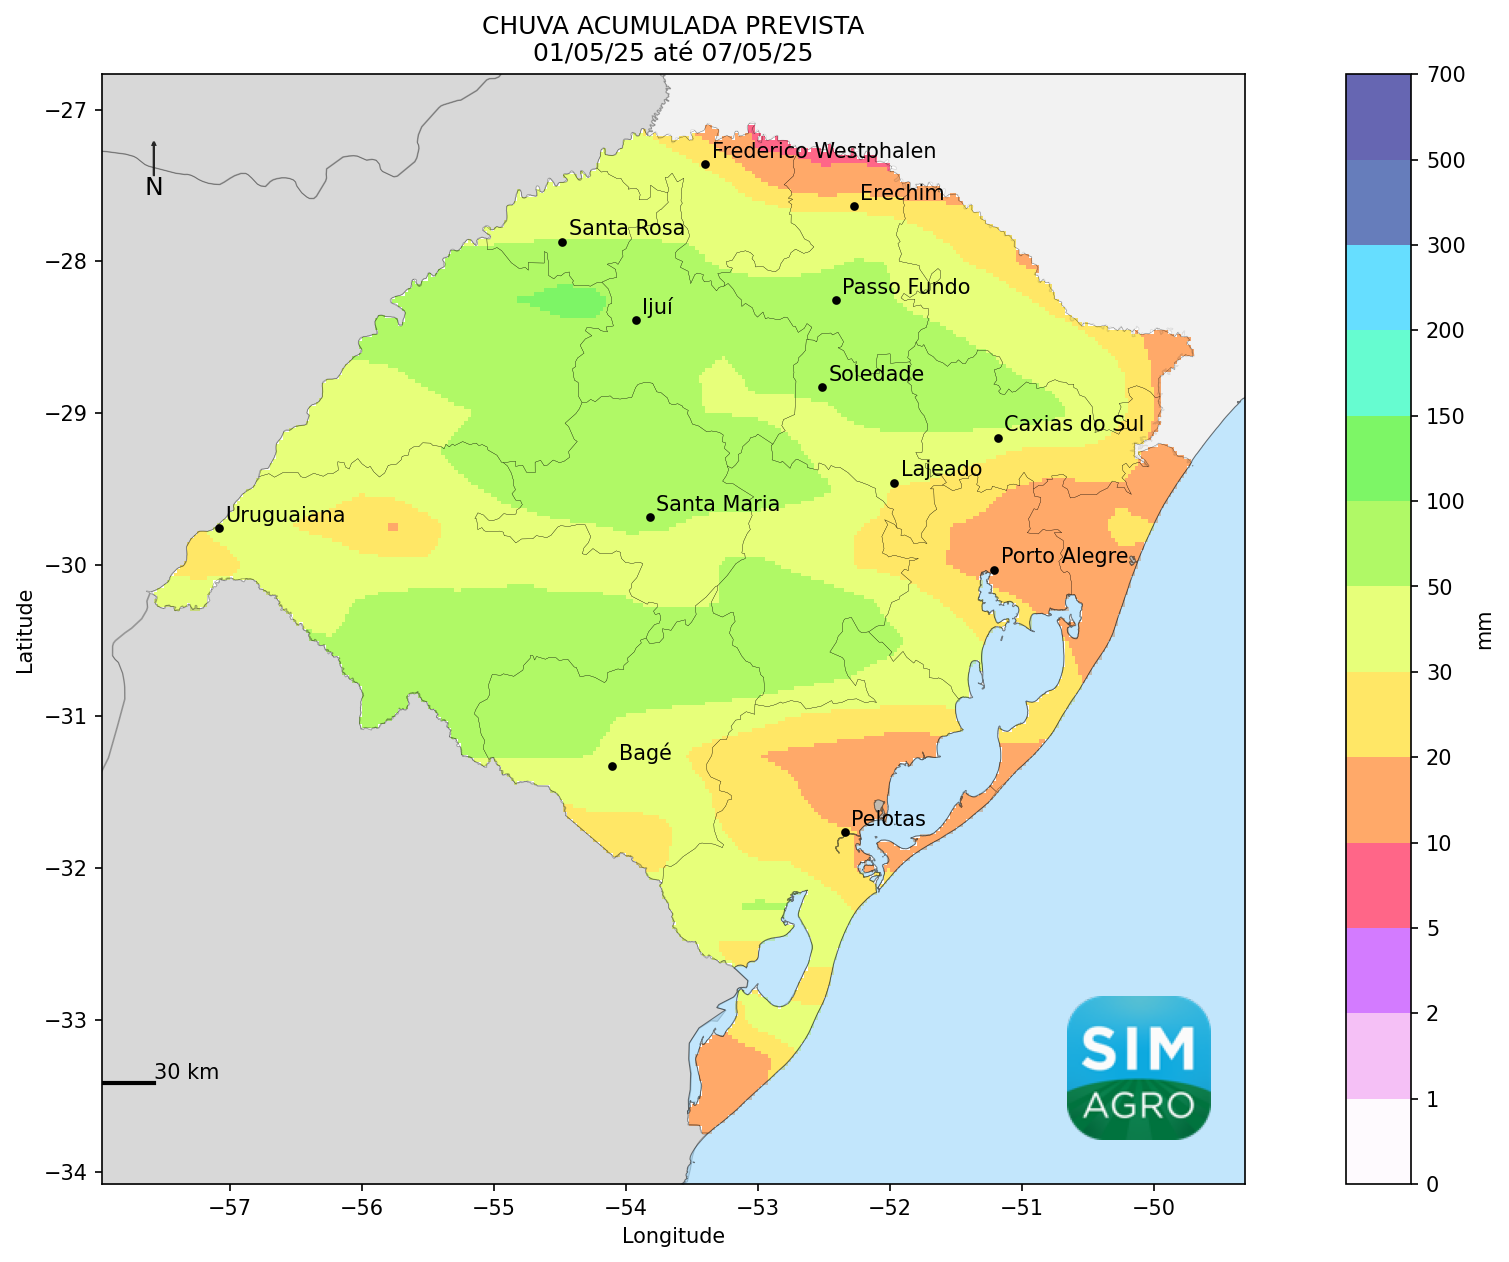 CHUVA ACUMULADA PREVISTA
01/05/25 até 07/05/25
−27
−28
−29
−30
−31
−32
−33
−34
Latitude
N
Frederico Westphalen
Erechim
Santa Rosa
Passo Fundo
Ijuí
Soledade
Caxias do Sul
Lajeado
Santa Maria
Uruguaiana
Porto Alegre
Bagé
Pelotas
30 km
SIM
AGRO
−57
−56
−55
−54
−53
−52
−51
−50
Longitude
700
500
300
200
150
100
50
30
20
10
5
2
1
0
mm